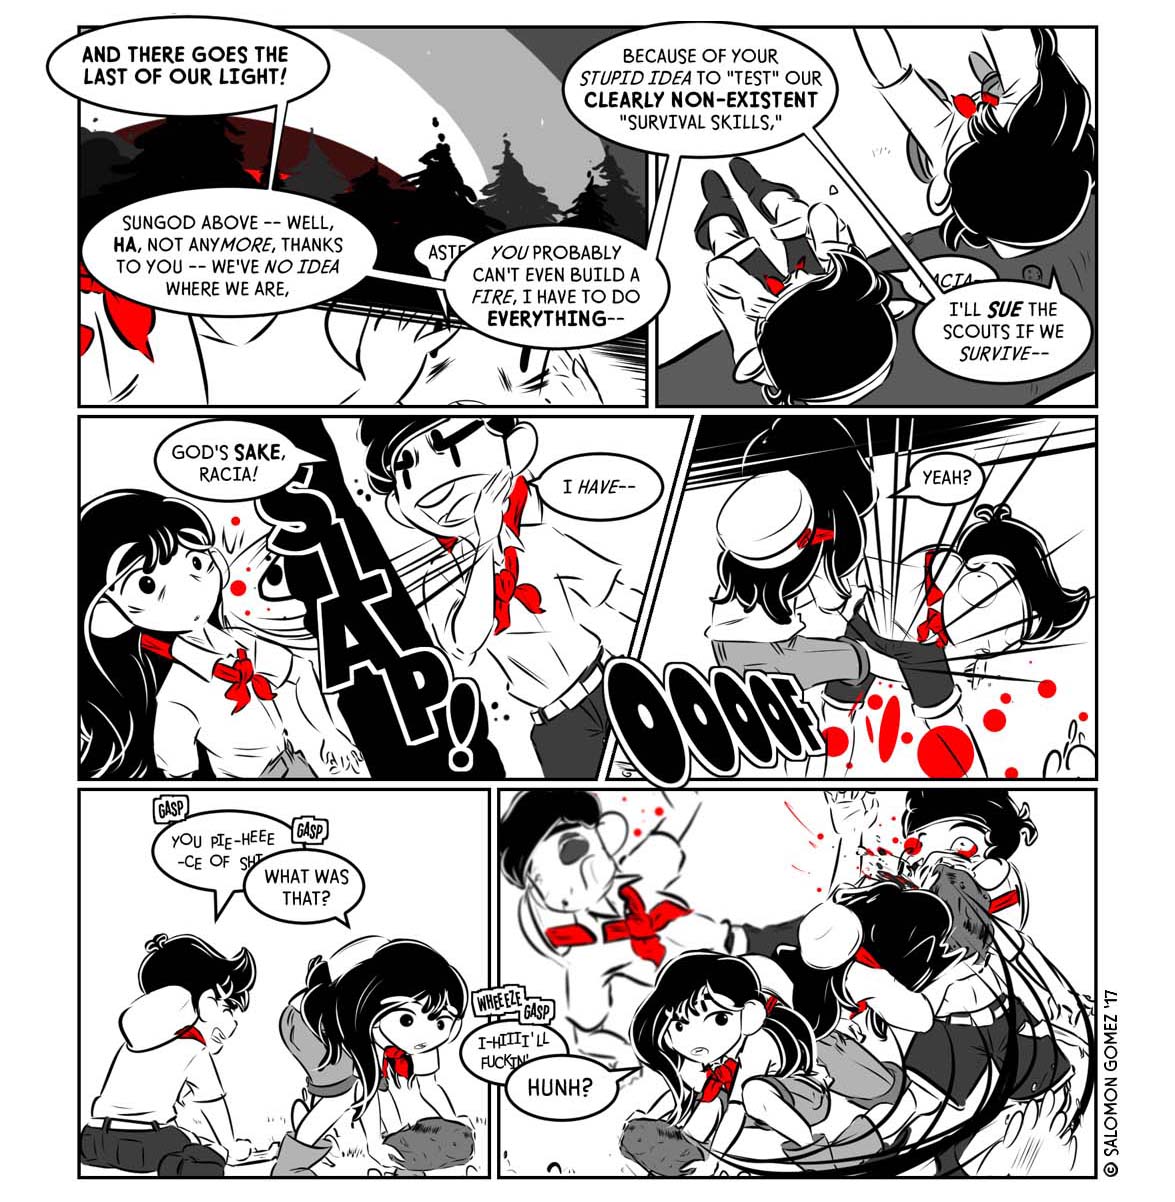 AND THERE GOES THE
LAST OF OUR LIGHT!
SUNGOD ABOVE -- WELL,
HA, NOT ANYMORE, THANKS
TO YOU -- WE'VE NO IDEA
WHERE WE ARE,
ASTE
YOU PROBABLY
CAN'T EVEN BUILD A
FIRE, I HAVE TO DO
EVERYTHING--
BECAUSE OF YOUR
STUPID IDEA TO "TEST" OUR
CLEARLY NON-EXISTENT
"SURVIVAL SKILLS,"
ACIA
I'LL SUE THE
SCOUTS IF WE
SURVIVE--
GOD'S SAKE,
RACIA!
SLAP!
I HAVE--
YEAH?
OOOOF
GASP
YOU PIE-HEEE
-CE OF SHI
GASP
WHAT WAS
THAT?
WHEEEZE
GASP
I-HIII'LL
FUCKIN'
HUNH?
© SALOMON GOMEZ '17